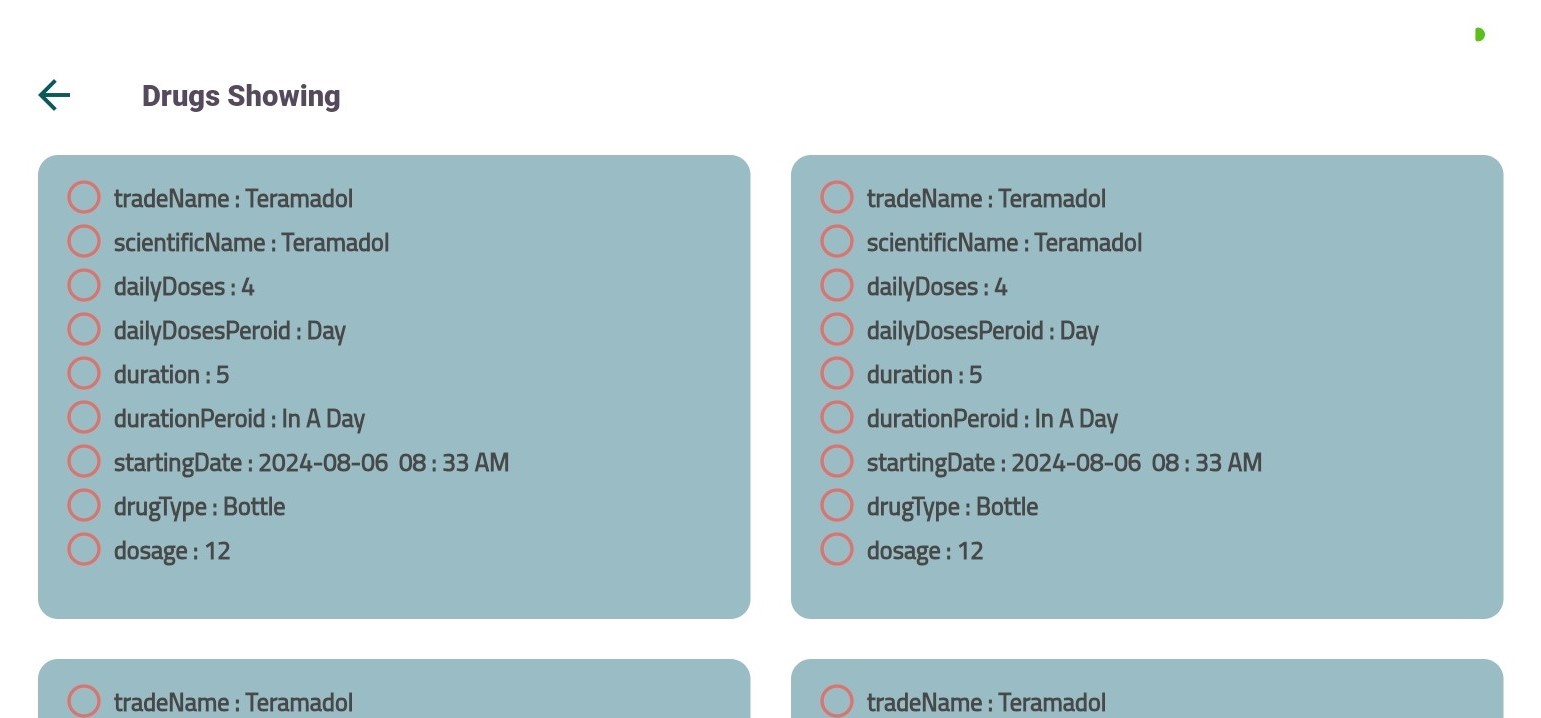 Drugs Showing
tradeName : Teramadol
scientificName : Teramadol
dailyDoses : 4
dailyDosesPeroid : Day
duration : 5
durationPeroid : In A Day
startingDate : 2024-08-06  08 : 33 AM
drugType : Bottle
dosage : 12
tradeName : Teramadol
scientificName : Teramadol
dailyDoses : 4
dailyDosesPeroid : Day
duration : 5
durationPeroid : In A Day
startingDate : 2024-08-06  08 : 33 AM
drugType : Bottle
dosage : 12
tradeName : Teramadol
tradeName : Teramadol